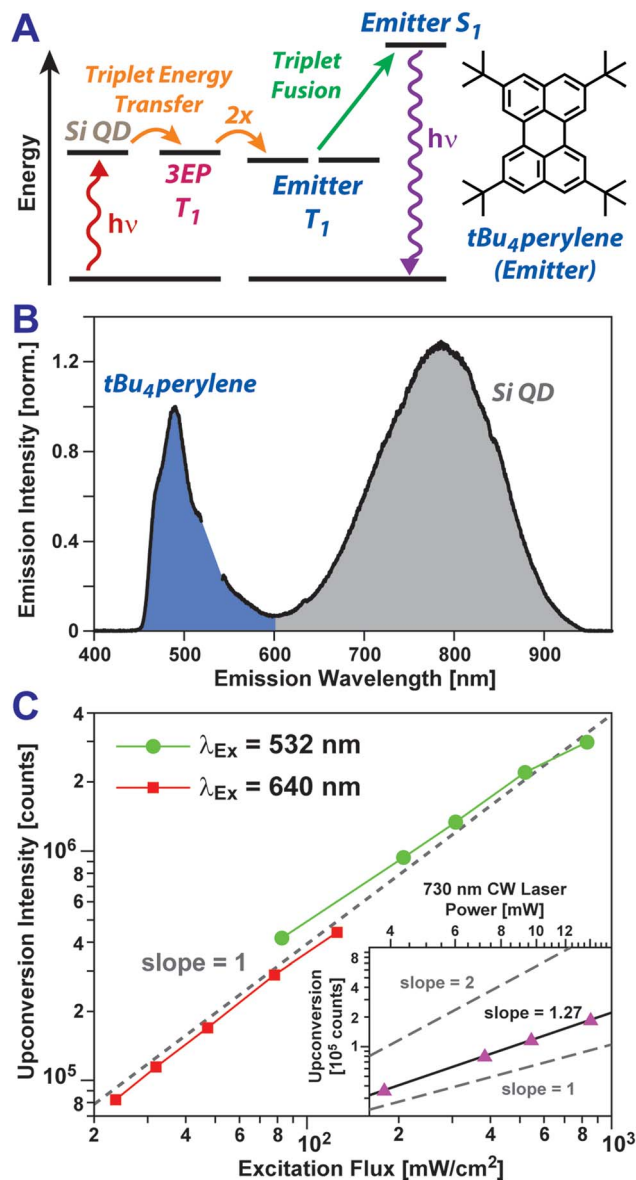 A
Emitter S1
Triplet Energy
Transfer
Triplet
Fusion
2x
Si QD
hν
Energy
3EP
T1
Emitter
T1
hν
tBu4perylene
(Emitter)
B
1.2
0.8
0.4
0
Emission Intensity [norm.]
tBu4perylene
Si QD
400 500 600 700 800 900
Emission Wavelength [nm]
C
4
2
10^6
8
6
4
2
10^5
8
Upconversion Intensity [counts]
λEx = 532 nm
λEx = 640 nm
slope = 1
730 nm CW Laser
Power [mW]
4 6 8 10 12
8
6
4
2
1
Upconversion
[10^5 counts]
slope = 2
slope = 1.27
slope = 1
2 4 6 8 10^2 2 4 6 8 10^3
Excitation Flux [mW/cm^2]